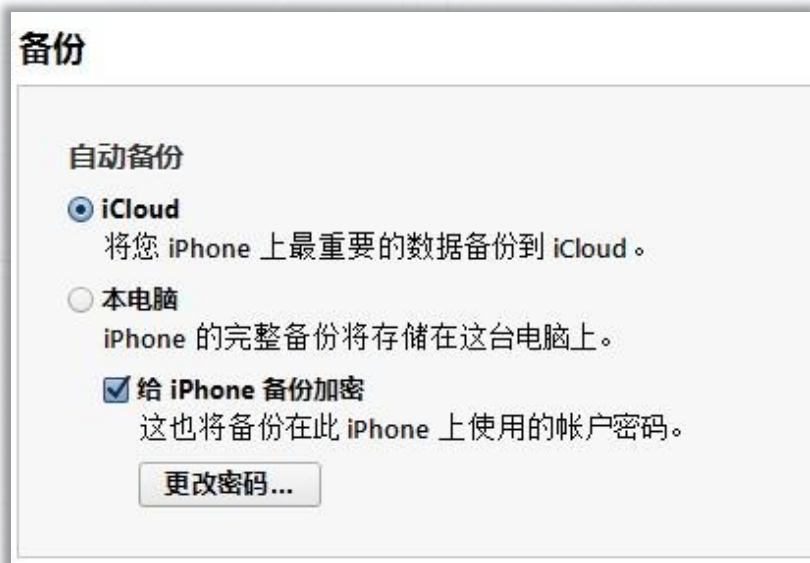 备份
自动备份
iCloud
将您 iPhone 上最重要的数据备份到 iCloud。
本电脑
iPhone 的完整备份将存储在这台电脑上。
给 iPhone 备份加密
这也将备份在此 iPhone 上使用的帐户密码。
更改密码...